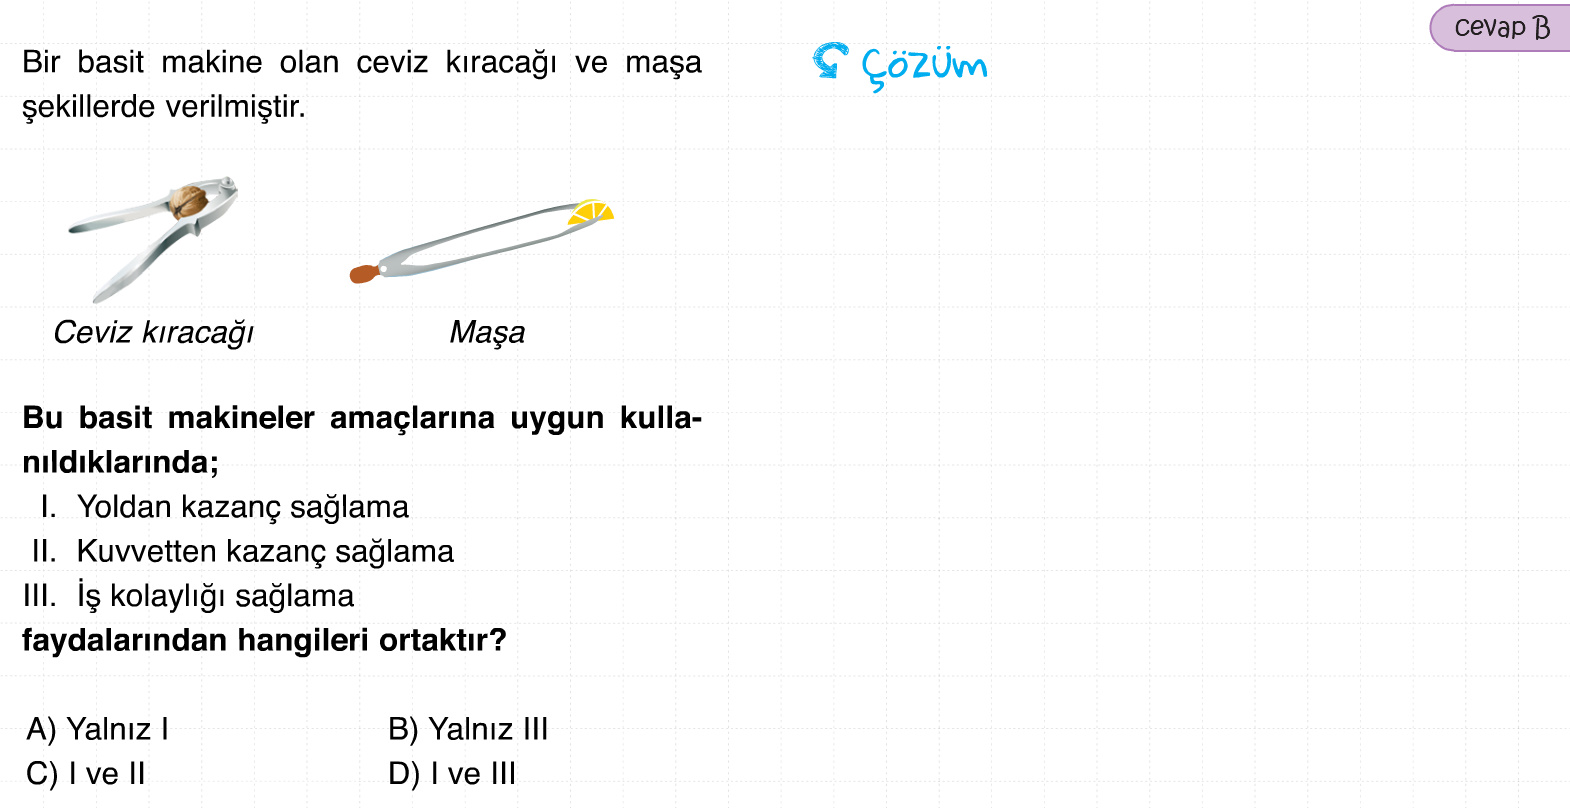 cevap B
Bir basit makine olan ceviz kıracağı ve maşa
şekillerde verilmiştir.
çözüm
Ceviz kıracağı
Maşa
Bu basit makineler amaçlarına uygun kulla-
nıldıklarında;
I. Yoldan kazanç sağlama
II. Kuvvetten kazanç sağlama
III. İş kolaylığı sağlama
faydalarından hangileri ortaktır?
A) Yalnız I
B) Yalnız III
C) I ve II
D) I ve III